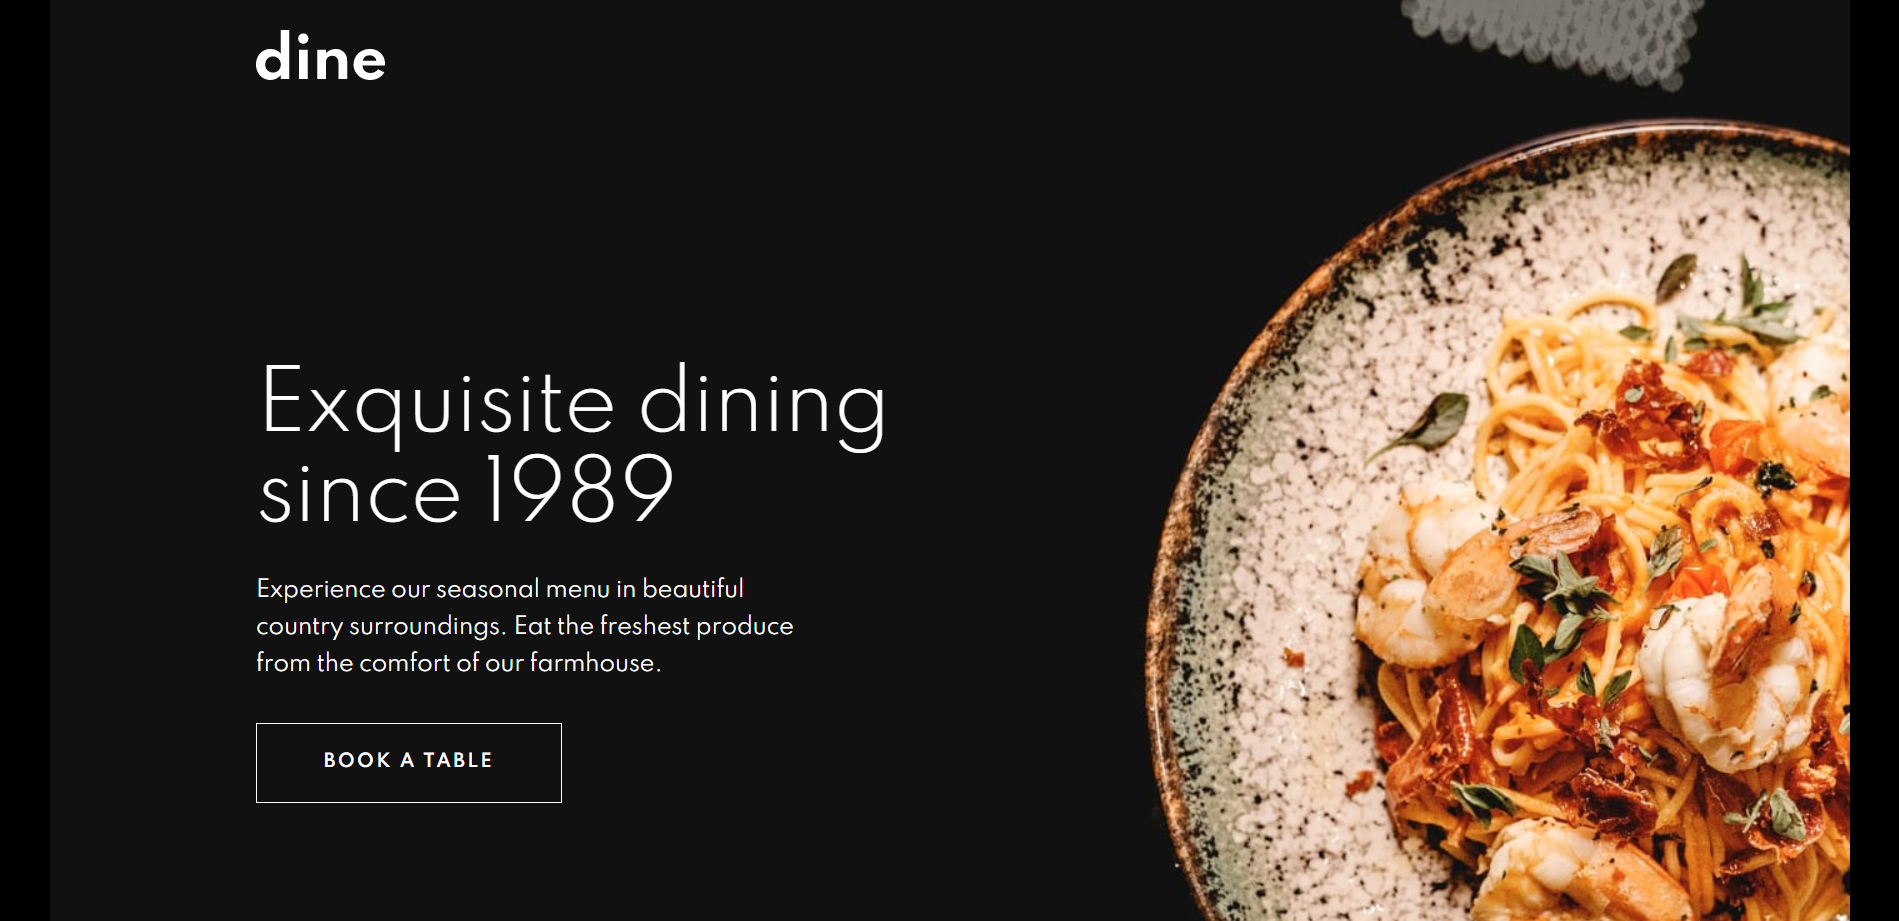 dine
Exquisite dining
since 1989
Experience our seasonal menu in beautiful
country surroundings. Eat the freshest produce
from the comfort of our farmhouse.
BOOK A TABLE